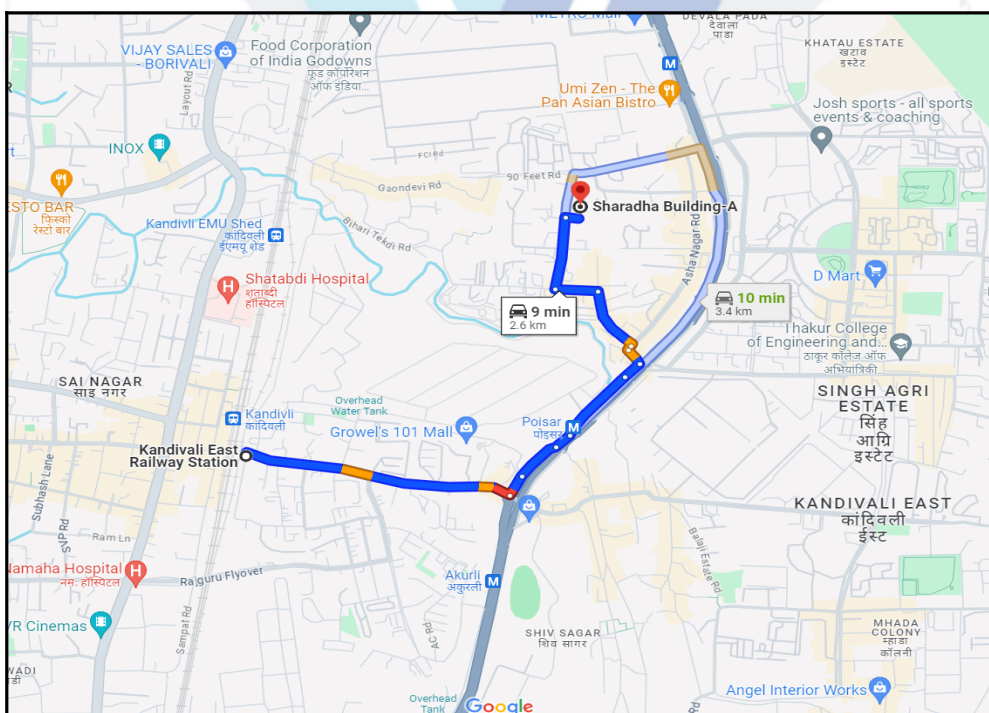 METRO Mall
DEVALA PADA
देवाला
पाडा
VIJAY SALES
- BORIVALI
Food Corporation
of India Godowns
फूड कॉर्पोरेशन
ऑफ इंडिया...
KHATAU ESTATE
खटाव
इस्टेट
Layout Rd
M
Umi Zen - The
Pan Asian Bistro
Josh sports - all sports
events & coaching
INOX
FCI Rd
90 Feet Rd
Gaondevi Rd
ESTO BAR
फिस्को
रेस्टो बार
Sharadha Building-A
Kandivli EMU Shed
कांदिवली
ईएमयू शेड
Bihari Tekdi Rd
Asha Nagar Rd
D Mart
Shatabdi Hospital
शताब्दी
हॉस्पिटल
H
9 min
2.6 km
10 min
3.4 km
Thakur College
of Engineering and...
ठाकूर कॉलेज ऑफ
अभियांत्रिकी
SAI NAGAR
साइ नगर
SINGH AGRI
ESTATE
सिंह
आग्रि
इस्टेट
Overhead
Water Tank
Kandivli
कांदिवली
Growel's 101 Mall
Poisar
पोइसर
M
Kandivali East
Railway Station
Subhash Lane
SVP Rd
KANDIVALI EAST
कांदिवली
ईस्ट
Ram Ln
Balaji Estate Rd
Namaha Hospital
नमः हॉस्पिटल
H
Rajguru Flyover
Akurli
अकुरली
M
VR Cinemas
Sampat Rd
AC Rd
SHIV SAGAR
शिव सागर
MHADA
COLONY
म्हाडा
कॉलनी
WADI
Angel Interior Works
Overhead
Tank
Google